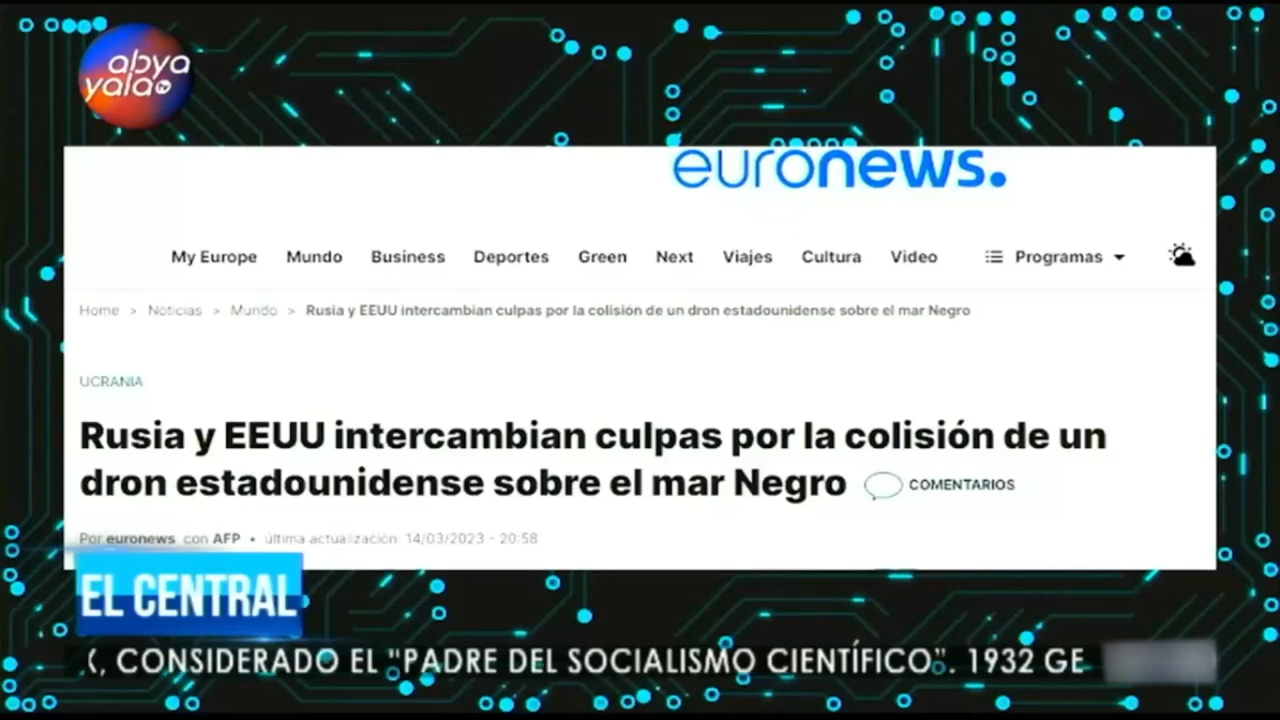 abya
yala tv
euronews.
My Europe Mundo Business Deportes Green Next Viajes Cultura Video Programas
Home > Noticias > Mundo > Rusia y EEUU intercambian culpas por la colisión de un dron estadounidense sobre el mar Negro
UCRANIA
Rusia y EEUU intercambian culpas por la colisión de un
dron estadounidense sobre el mar Negro COMENTARIOS
Por euronews con AFP • última actualización: 14/03/2023 - 20:58
EL CENTRAL
, CONSIDERADO EL "PADRE DEL SOCIALISMO CIENTÍFICO". 1932 GE